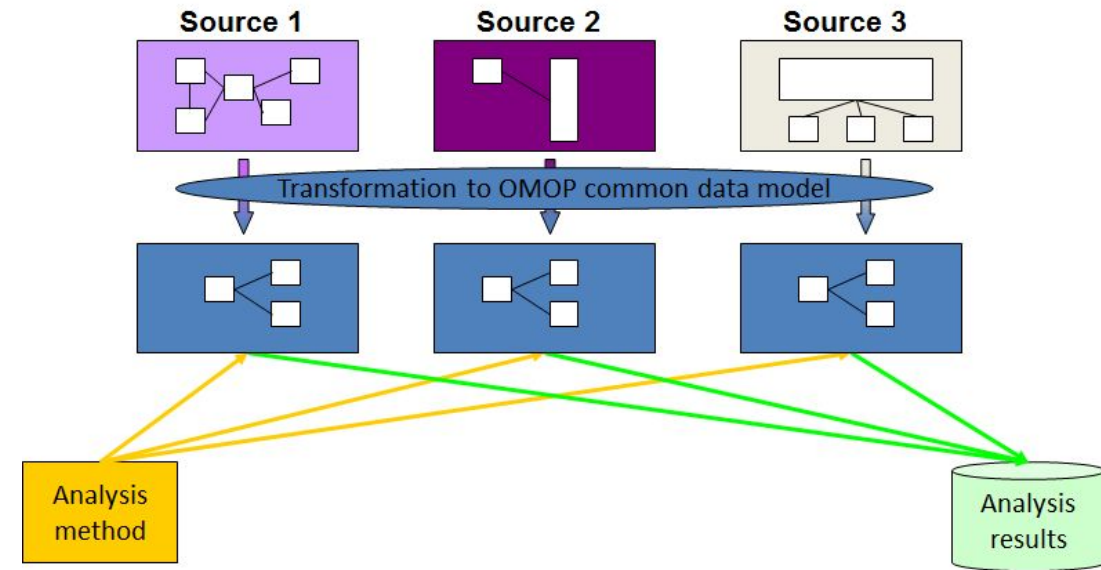 Source 1
Source 2
Source 3
Transformation to OMOP common data model
Analysis
method
Analysis
results